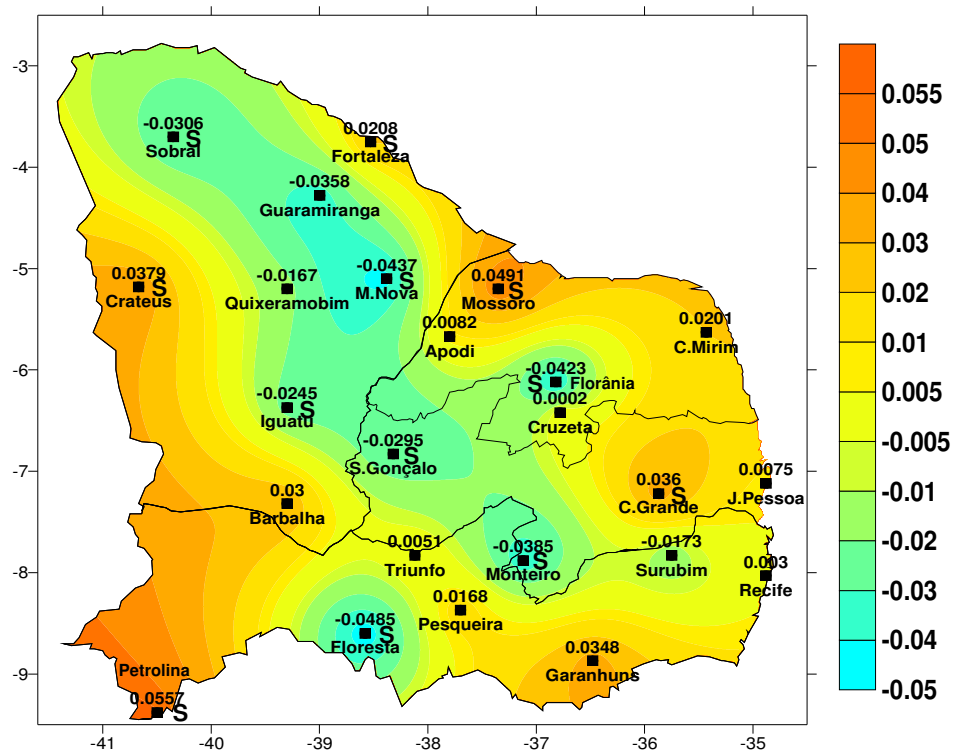 -3
-4
-5
-6
-7
-8
-9
-41
-40
-39
-38
-37
-36
-35
-0.0306
S
Sobral
0.0208
S
Fortaleza
-0.0358
Guaramiranga
0.0379
S
Crateus
-0.0167
Quixeramobim
-0.0437
S
M.Nova
0.0491
S
Mossoro
0.0082
Apodi
0.0201
C.Mirim
-0.0423
S
Florânia
0.0002
Cruzeta
-0.0245
S
Iguatu
-0.0295
S
S.Gonçalo
0.036
S
C.Grande
0.0075
J.Pessoa
0.03
Barbalha
0.0051
Triunfo
-0.0385
S
Monteiro
-0.0173
Surubim
0.003
Recife
0.0168
Pesqueira
-0.0485
S
Floresta
0.0348
Garanhuns
Petrolina
0.0557
S
0.055
0.05
0.04
0.03
0.02
0.01
0.005
-0.005
-0.01
-0.02
-0.03
-0.04
-0.05